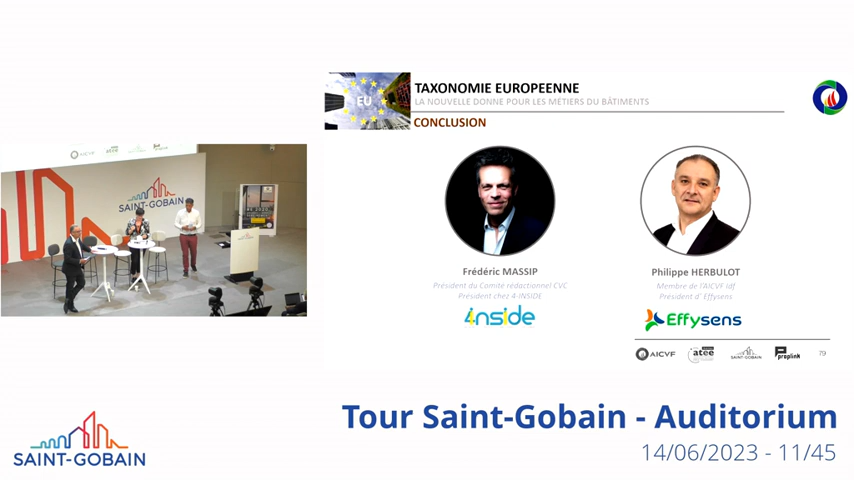 EU
TAXONOMIE EUROPEENNE
LA NOUVELLE DONNE POUR LES MÉTIERS DU BÂTIMENTS
CONCLUSION
Frédéric MASSIP
Président du Comité rédactionnel CVC
Président chez 4-INSIDE
4inside
Philippe HERBULOT
Membre de l'AICVF Idf
Président d' Effysens
Effysens
AICVF
atee
SAINT-GOBAIN
Proplink
79
AICVF
SAINT-GOBAIN
Tour Saint-Gobain - Auditorium
14/06/2023 - 11/45
SAINT-GOBAIN